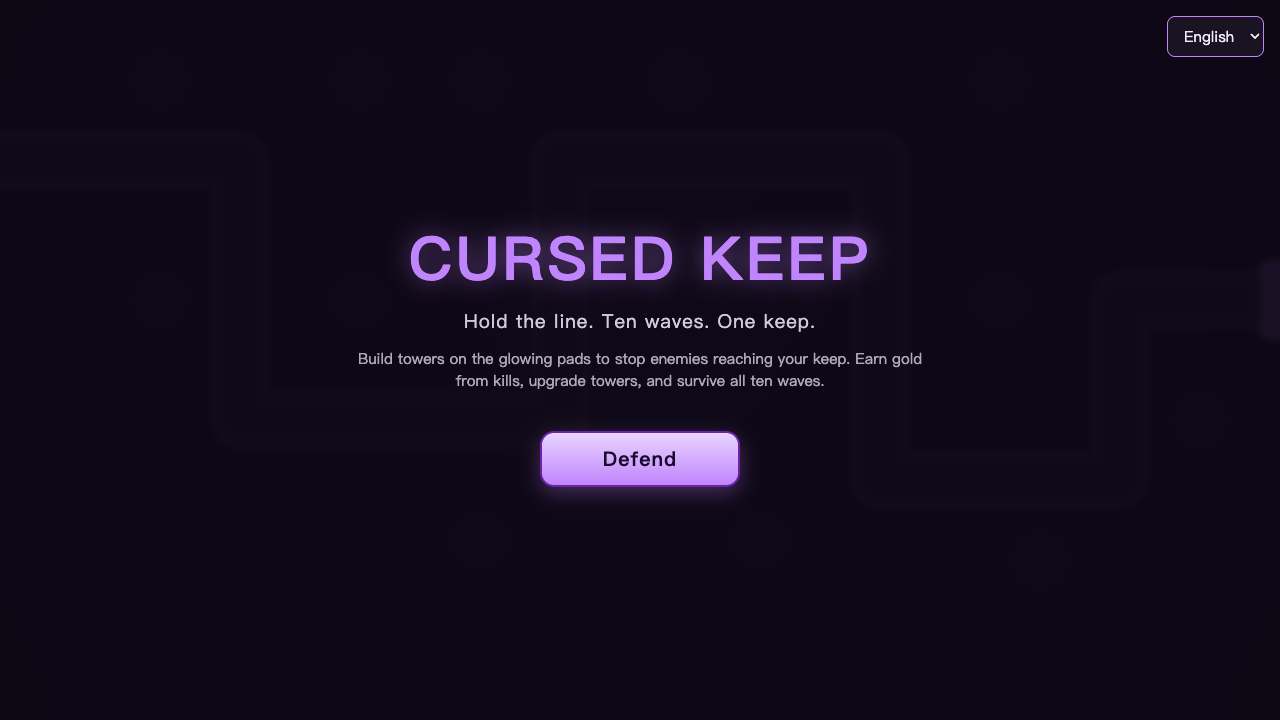 English
CURSED KEEP
Hold the line. Ten waves. One keep.
Build towers on the glowing pads to stop enemies reaching your keep. Earn gold
from kills, upgrade towers, and survive all ten waves.
Defend